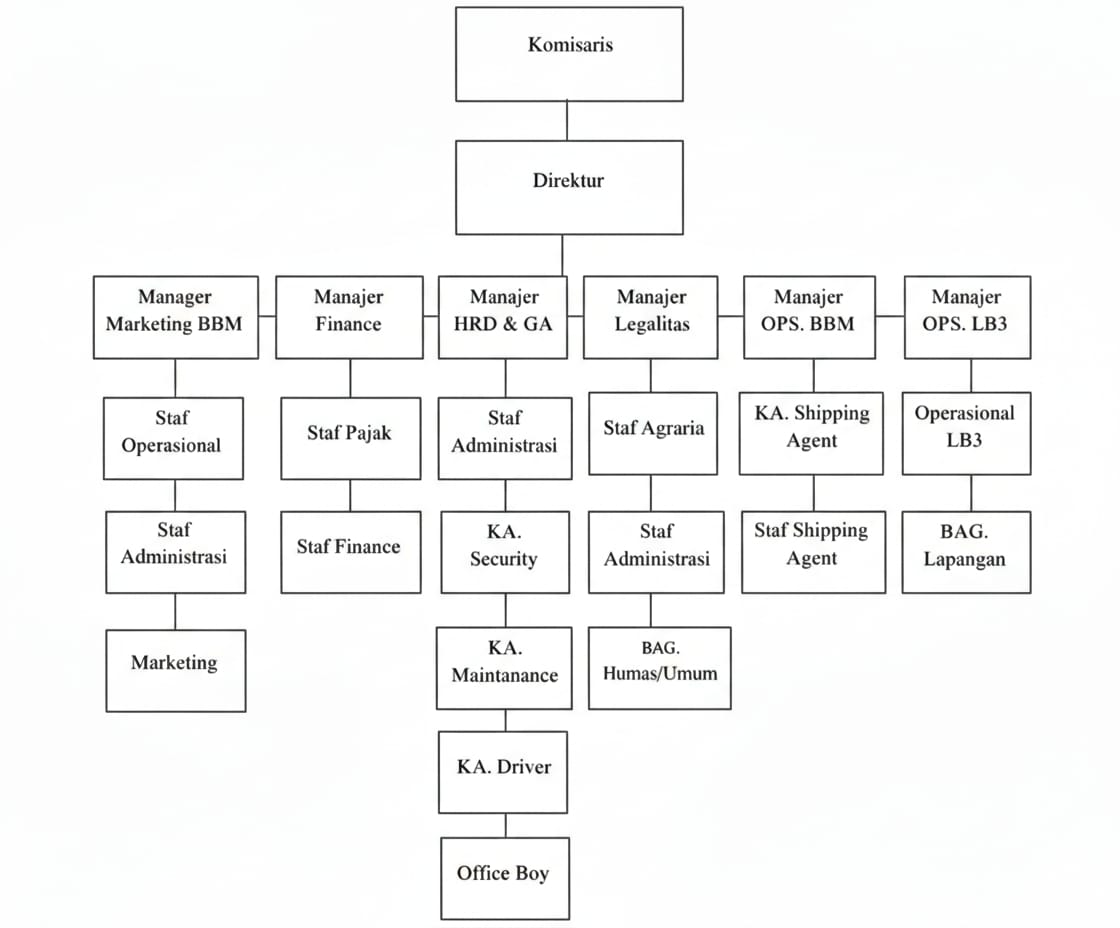 Komisaris
Direktur
Manager
Marketing BBM
Manajer
Finance
Manajer
HRD & GA
Manajer
Legalitas
Manajer
OPS. BBM
Manajer
OPS. LB3
Staf
Operasional
Staf Pajak
Staf
Administrasi
Staf Agraria
KA. Shipping
Agent
Operasional
LB3
Staf
Administrasi
Staf Finance
KA.
Security
Staf
Administrasi
Staf Shipping
Agent
BAG.
Lapangan
Marketing
KA.
Maintanance
BAG.
Humas/Umum
KA. Driver
Office Boy